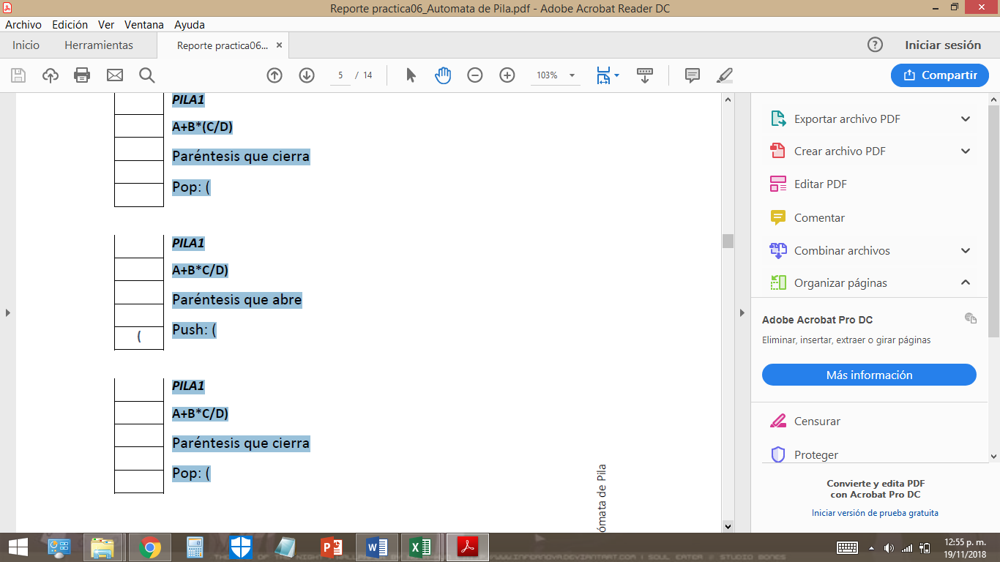 Reporte practica06_Automata de Pila.pdf - Adobe Acrobat Reader DC
Archivo Edición Ver Ventana Ayuda
Inicio Herramientas Reporte practica06... × Iniciar sesión
5 / 14 103% Compartir
PILA1
A+B*(C/D)
Paréntesis que cierra
Pop: (
PILA1
A+B*C/D)
Paréntesis que abre
Push: (
(
PILA1
A+B*C/D)
Paréntesis que cierra
Pop: (
ómata de Pila
Exportar archivo PDF
Crear archivo PDF
Editar PDF
Comentar
Combinar archivos
Organizar páginas
Adobe Acrobat Pro DC
Eliminar, insertar, extraer o girar páginas
Más información
Censurar
Proteger
Convierte y edita PDF
con Acrobat Pro DC
Iniciar versión de prueba gratuita
12:55 p. m.
19/11/2018